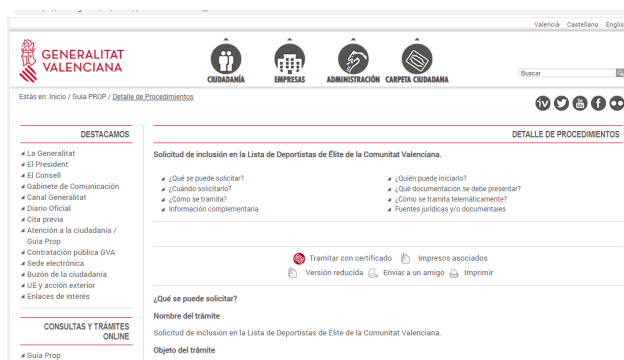 Valencià Castellano Englis
GENERALITAT
VALENCIANA
CIUDADANÍA
EMPRESAS
ADMINISTRACIÓN
CARPETA CIUDADANA
Buscar
Estás en: Inicio / Guía PROP / Detalle de Procedimientos
DESTACAMOS
La Generalitat
El President
El Consell
Gabinete de Comunicación
Canal Generalitat
Diario Oficial
Cita previa
Atención a la ciudadanía /
Guía Prop
Contratación pública GVA
Sede electrónica
Buzón de la ciudadanía
UE y acción exterior
Enlaces de interés
CONSULTAS Y TRÁMITES
ONLINE
Guía Prop
DETALLE DE PROCEDIMIENTOS
Solicitud de inclusión en la Lista de Deportistas de Élite de la Comunitat Valenciana.
¿Qué se puede solicitar?
¿Cuándo solicitarlo?
¿Cómo se tramita?
Información complementaria
¿Quién puede iniciarlo?
¿Qué documentación se debe presentar?
¿Cómo se tramita telemáticamente?
Fuentes jurídicas y/o documentales
Tramitar con certificado Impresos asociados
Versión reducida Enviar a un amigo Imprimir
¿Qué se puede solicitar?
Nombre del trámite
Solicitud de inclusión en la Lista de Deportistas de Élite de la Comunitat Valenciana.
Objeto del trámite